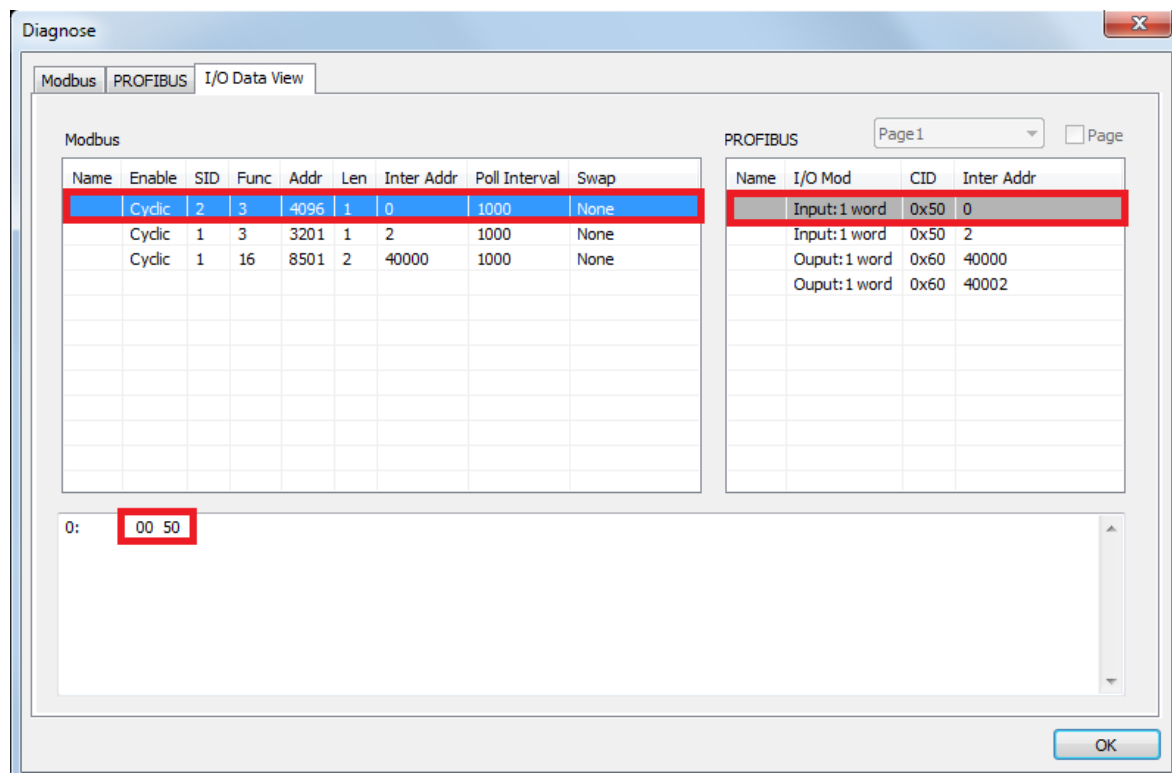 Diagnose
x
Modbus PROFIBUS I/O Data View
Modbus PROFIBUS Page1 Page
Name Enable SID Func Addr Len Inter Addr Poll Interval Swap Name I/O Mod CID Inter Addr
Cyclic 2 3 4096 1 0 1000 None Input:1 word 0x50 0
Cyclic 1 3 3201 1 2 1000 None Input:1 word 0x50 2
Cyclic 1 16 8501 2 40000 1000 None Ouput:1 word 0x60 40000
Ouput:1 word 0x60 40002
0: 00 50
OK